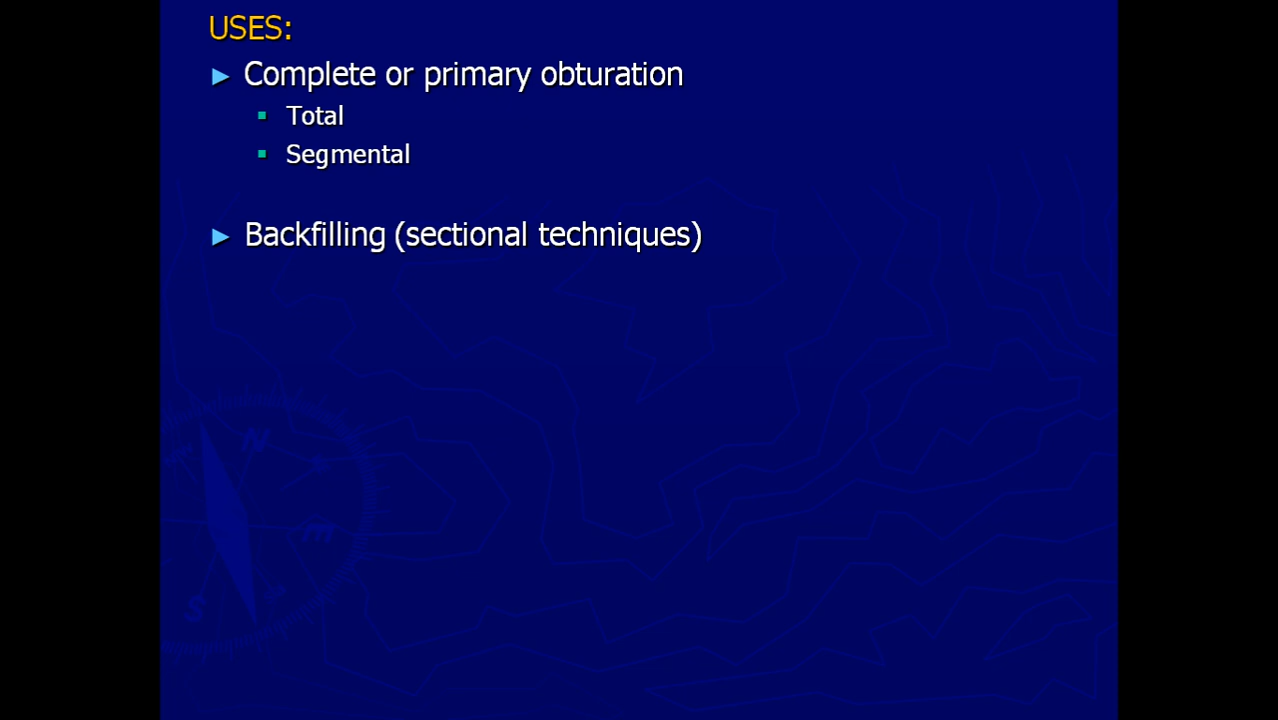 USES:
► Complete or primary obturation
▪ Total
▪ Segmental
► Backfilling (sectional techniques)
N
m
S